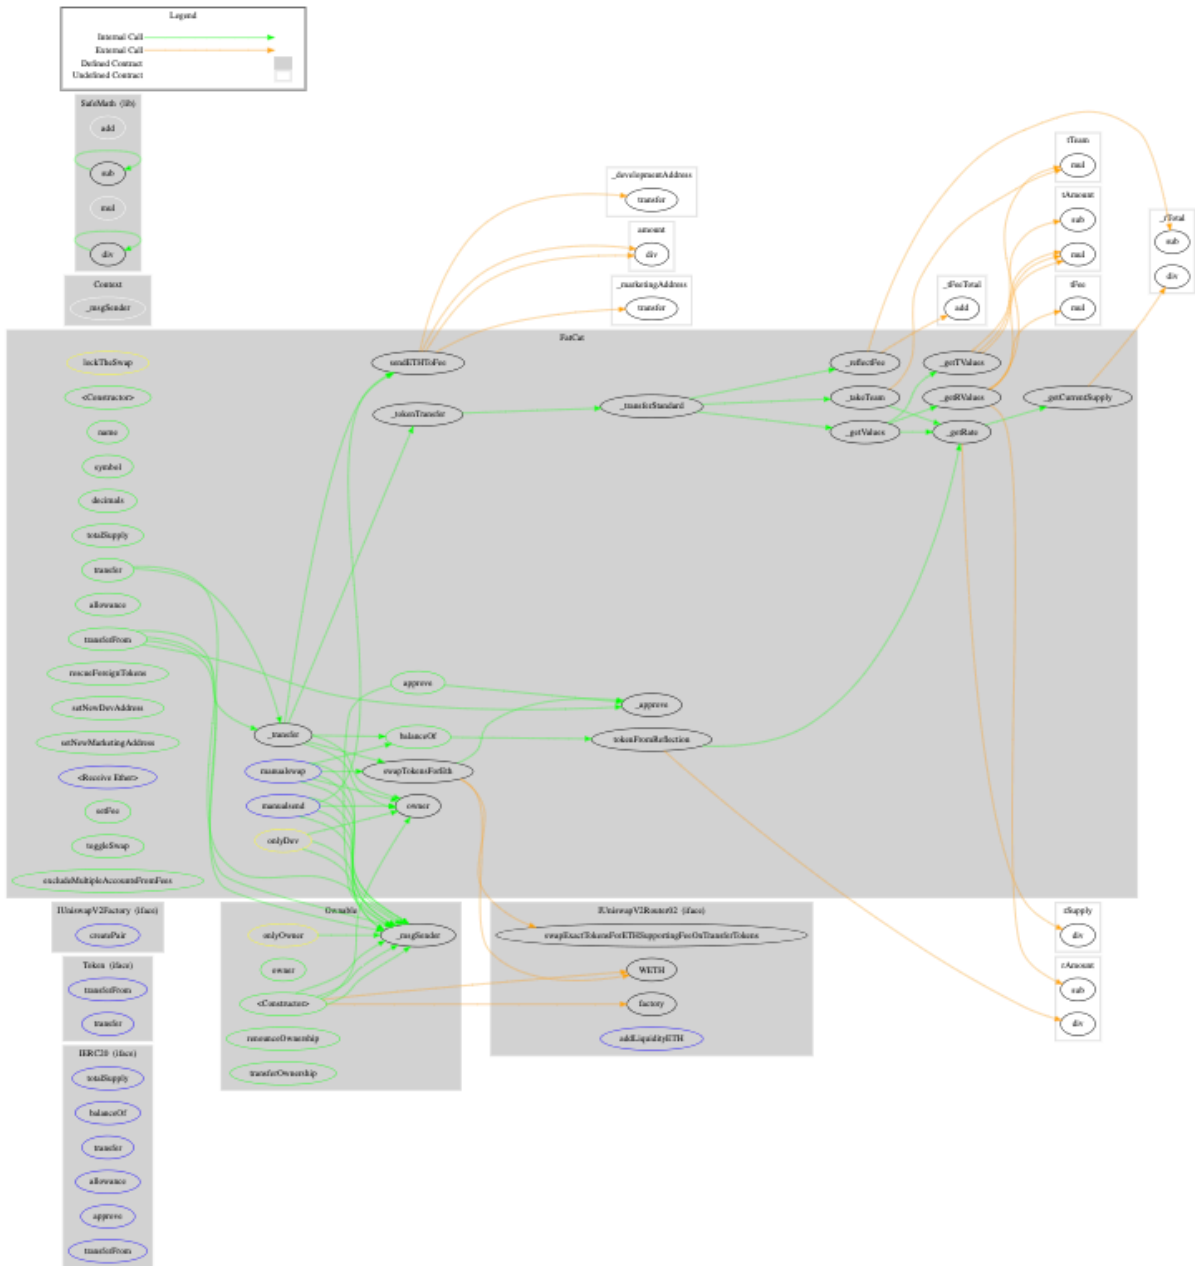 Legend
Internal Call
External Call
Defined Contract
Undefined Contract
SafeMath (lib)
add
sub
mul
div
Context
_msgSender
_developmentAddress
transfer
amount
div
_marketingAddress
transfer
_tFeeTotal
add
tTeam
mul
tAmount
sub
mul
tFee
mul
_rTotal
sub
div
FatCat
lockTheSwap
<Constructor>
name
symbol
decimals
totalSupply
transfer
allowance
transferFrom
rescueForeignTokens
setNewDevAddress
setNewMarketingAddress
<Receive Ether>
setFee
toggleSwap
excludeMultipleAccountsFromFees
sendETHToFee
_tokenTransfer
_transferStandard
_reflectFee
_takeTeam
_getValues
_getTValues
_getRValues
_getRate
_getCurrentSupply
approve
_approve
_transfer
balanceOf
tokenFromReflection
manualswap
swapTokensForEth
manualsend
owner
onlyDev
IUniswapV2Factory (iface)
createPair
Token (iface)
transferFrom
transfer
IERC20 (iface)
totalSupply
balanceOf
transfer
allowance
approve
transferFrom
Ownable
onlyOwner
_msgSender
owner
<Constructor>
renounceOwnership
transferOwnership
IUniswapV2Router02 (iface)
swapExactTokensForETHSupportingFeeOnTransferTokens
WETH
factory
addLiquidityETH
tSupply
div
rAmount
sub
div